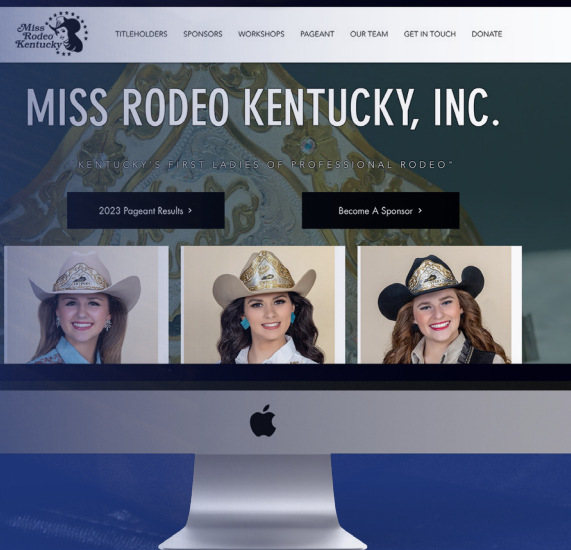 Miss
Rodeo
Kentucky
TITLEHOLDERS SPONSORS WORKSHOPS PAGEANT OUR TEAM GET IN TOUCH DONATE
MISS RODEO KENTUCKY, INC.
KENTUCKY'S FIRST LADIES OF PROFESSIONAL RODEO"
2023 Pageant Results >
Become A Sponsor >